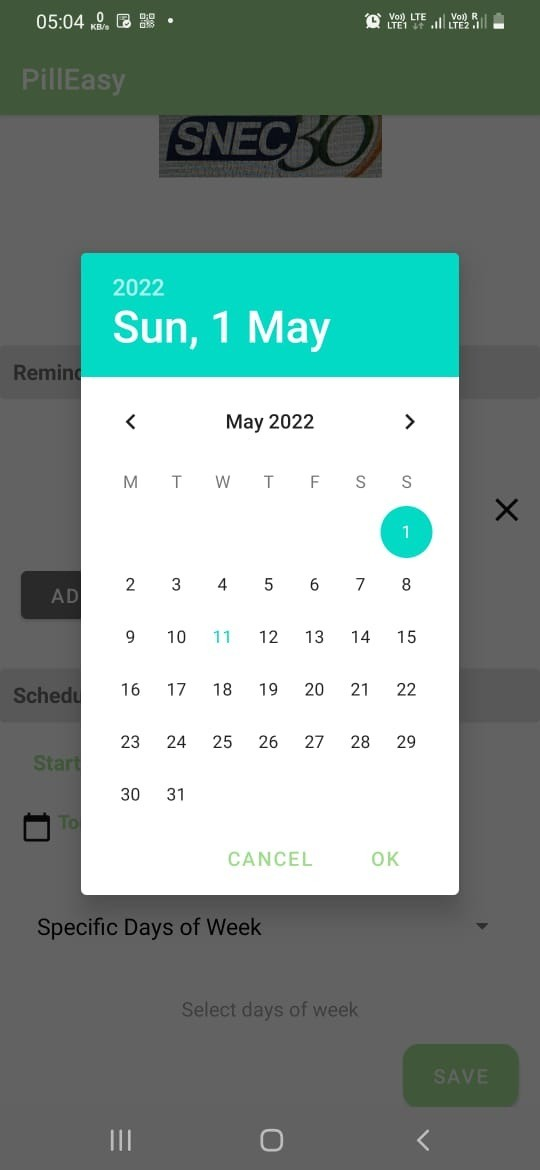 05:04 0 KB/s Vo) LTE LTE1 Vo) R LTE2
PillEasy
SNEC30
2022
Sun, 1 May
Remind
May 2022
M T W T F S S
1
2 3 4 5 6 7 8
AD
9 10 11 12 13 14 15
16 17 18 19 20 21 22
Schedu
23 24 25 26 27 28 29
Start
30 31
To
CANCEL OK
Specific Days of Week
Select days of week
SAVE